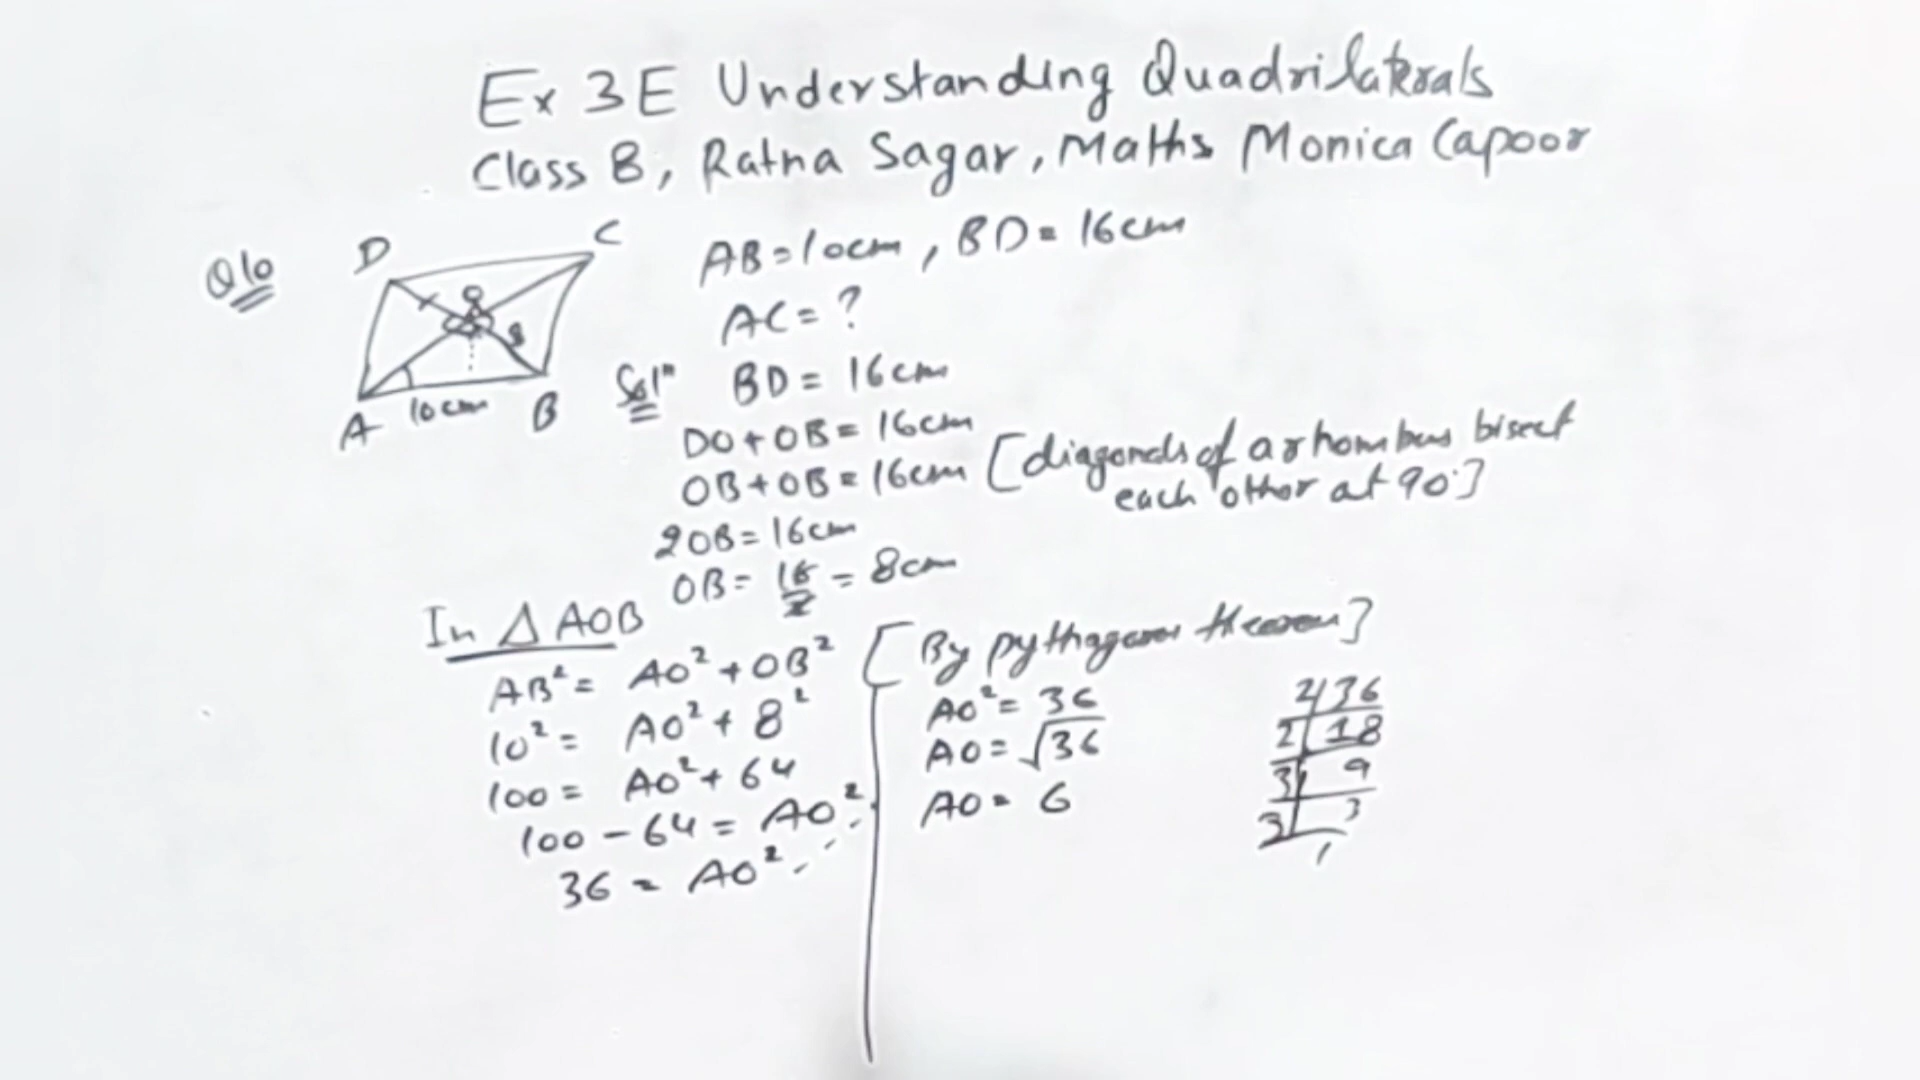 Ex 3E Understanding Quadrilaterals
Class 8, Ratna Sagar, Maths Monica Capoor
Q10
D
C
O
8
A
10cm
B
AB=10cm, BD=16cm
AC=?
Solⁿ BD=16cm
DO+OB=16cm
OB+OB=16cm [diagonals of a rhombus bisect
each other at 90°]
2OB=16cm
OB=16/2=8cm
In △ AOB
AB²= AO²+OB² [By pythagoras theorem]
10²= AO²+8²
100= AO²+64
100-64=AO²
36=AO²
AO²=36
AO=√36
AO=6
2|36
2|18
3|9
3|3
1